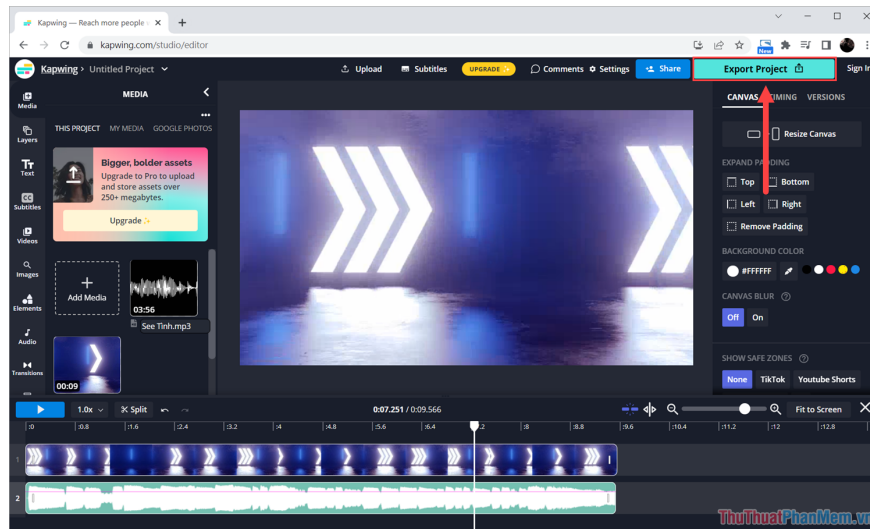 Kapwing — Reach more people
kapwing.com/studio/editor
New
Kapwing > Untitled Project
Upload
Subtitles
UPGRADE
Comments
Settings
Share
Export Project
Sign In
Media
Layers
Text
Subtitles
Videos
Images
Elements
Audio
Transitions
MEDIA
THIS PROJECT MY MEDIA GOOGLE PHOTOS
Bigger, bolder assets
Upgrade to Pro to upload
and store assets over
250+ megabytes.
Upgrade
Add Media
03:56
See Tình.mp3
00:09
CANVAS TIMING VERSIONS
Resize Canvas
EXPAND PADDING
Top Bottom
Left Right
Remove Padding
BACKGROUND COLOR
#FFFFFF
CANVAS BLUR
Off On
SHOW SAFE ZONES
None TikTok Youtube Shorts
1.0x
Split
0:07.251 / 0:09.566
Fit to Screen
:0 :0.8 :1.6 :2.4 :3.2 :4 :4.8 :5.6 :6.4 :7.2 :8 :8.8 :9.6 :10.4 :11.2 :12 :12.8
1
2
ThuThuatPhanMem.vn